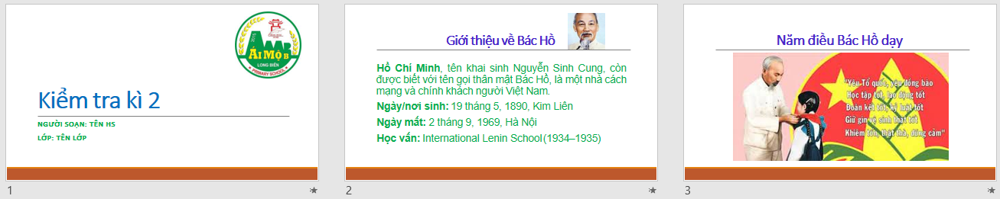 ÁI MỘ B
LONG BIÊN
PRIMARY SCHOOL
Kiểm tra kì 2
NGƯỜI SOẠN: TÊN HS
LỚP: TÊN LỚP
1
Giới thiệu về Bác Hồ
Hồ Chí Minh, tên khai sinh Nguyễn Sinh Cung, còn
được biết với tên gọi thân mật Bác Hồ, là một nhà cách
mạng và chính khách người Việt Nam.
Ngày/nơi sinh: 19 tháng 5, 1890, Kim Liên
Ngày mất: 2 tháng 9, 1969, Hà Nội
Học vấn: International Lenin School (1934–1935)
2
Năm điều Bác Hồ dạy
"Yêu Tổ quốc, yêu đồng bào
Học tập tốt, lao động tốt
Đoàn kết tốt, kỷ luật tốt
Giữ gìn vệ sinh thật tốt
Khiêm tốn, thật thà, dũng cảm"
3